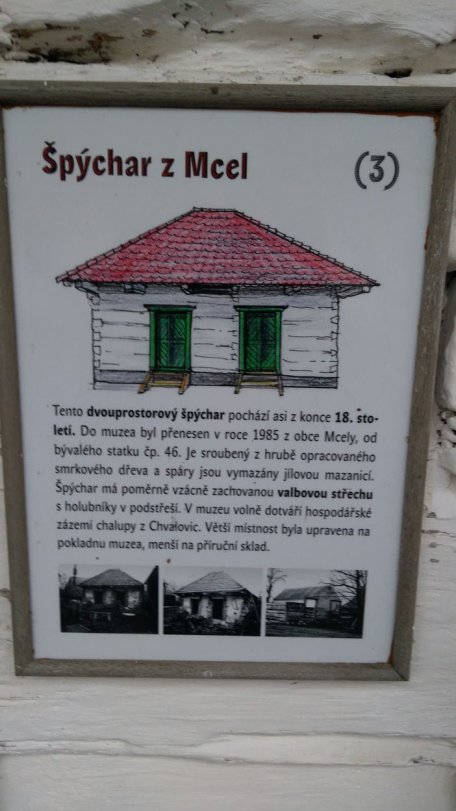 Špýchar z Mcel
(3)
Tento dvouprostorový špýchar pochází asi z konce 18. sto-
letí. Do muzea byl přenesen v roce 1985 z obce Mcely, od
bývalého statku čp. 46. Je sroubený z hrubě opracovaného
smrkového dřeva a spáry jsou vymazány jílovou mazanicí.
Špýchar má poměrně vzácně zachovanou valbovou střechu
s holubníky v podstřeší. V muzeu volně dotváří hospodářské
zázemí chalupy z Chvalovic. Větší místnost byla upravena na
pokladnu muzea, menší na příruční sklad.